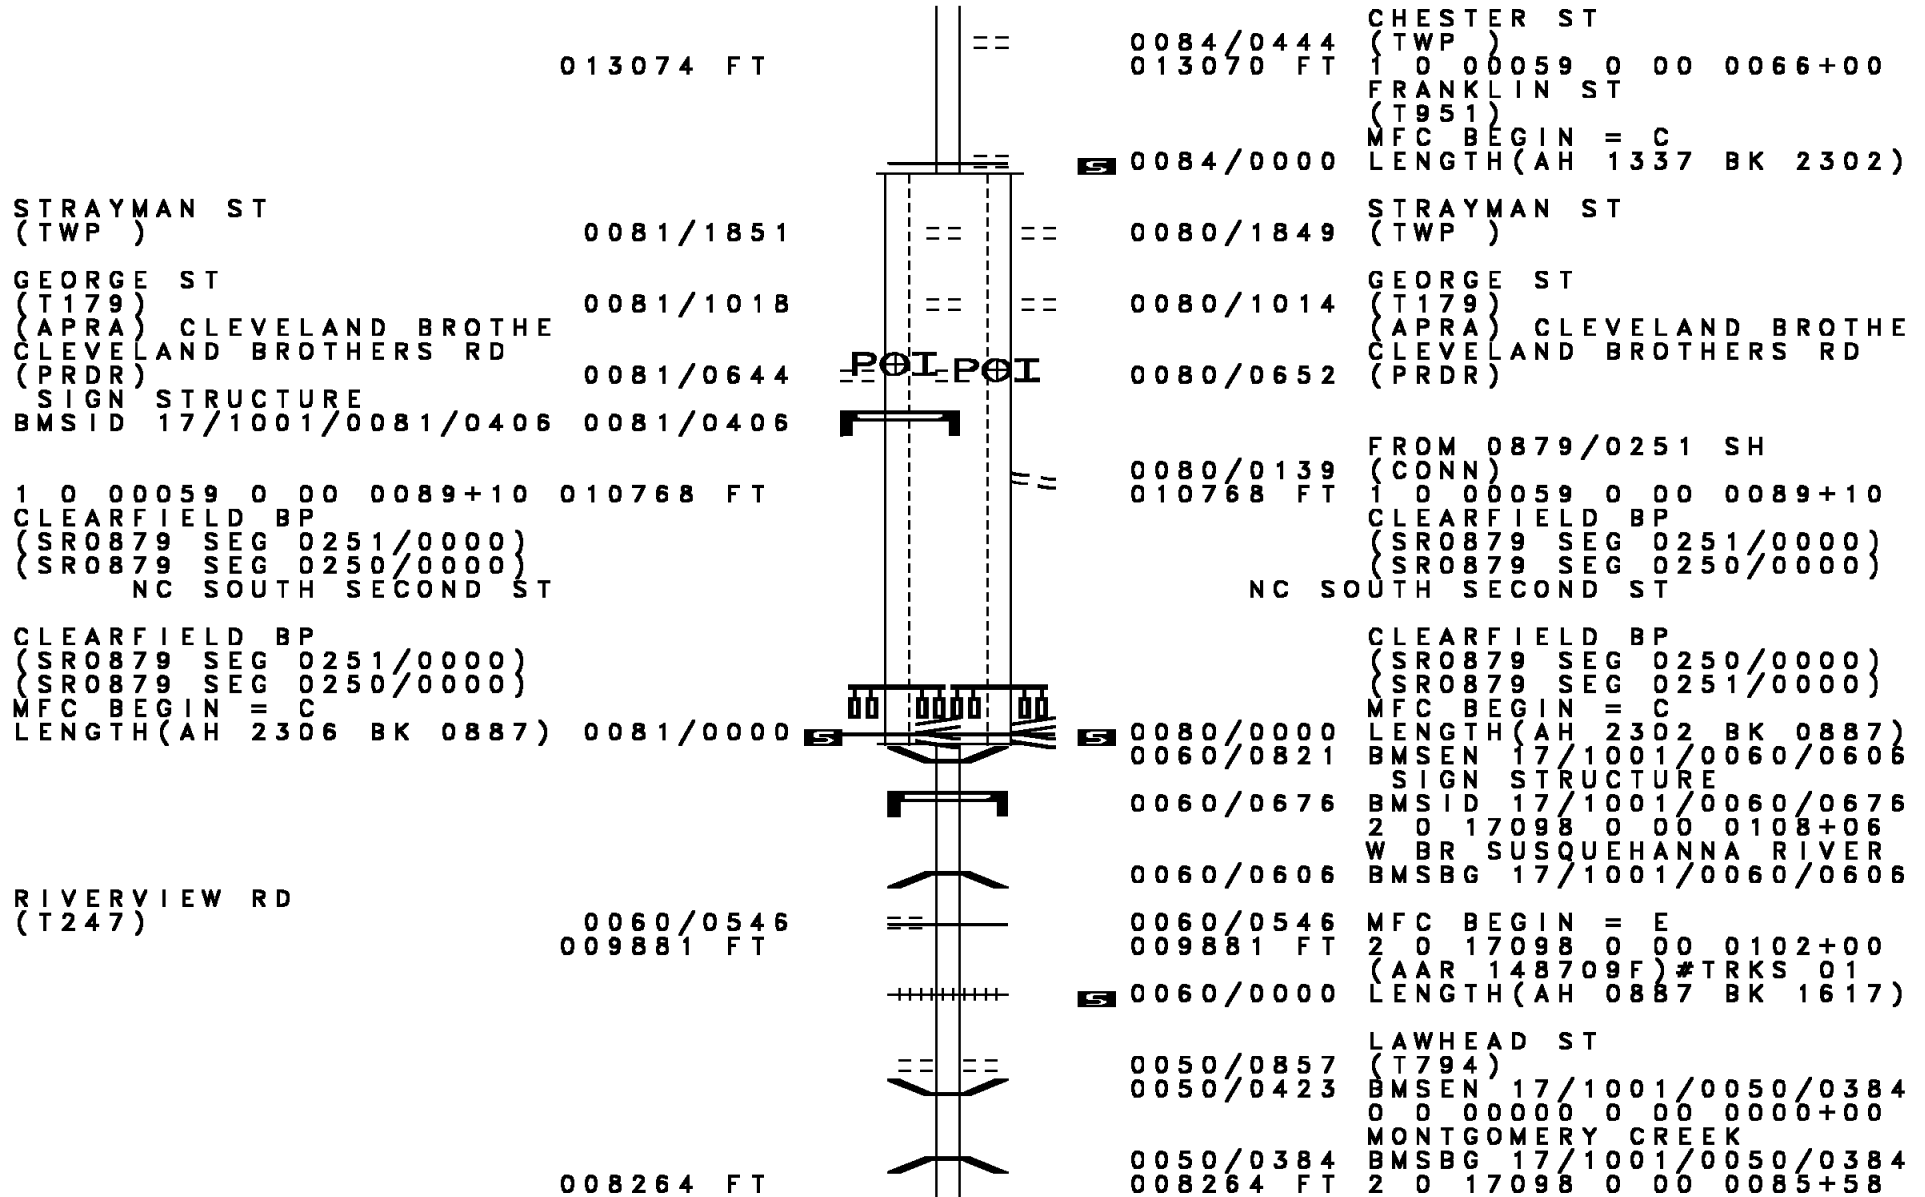 CHESTER ST
0084/0444 (TWP )
013074 FT 013070 FT 1 0 00059 0 00 0066+00
FRANKLIN ST
(T951)
MFC BEGIN = C
S 0084/0000 LENGTH(AH 1337 BK 2302)
STRAYMAN ST STRAYMAN ST
(TWP ) 0081/1851 0080/1849 (TWP )
GEORGE ST GEORGE ST
(T179) 0081/1018 0080/1014 (T179)
(APRA) CLEVELAND BROTHE (APRA) CLEVELAND BROTHE
CLEVELAND BROTHERS RD POI POI CLEVELAND BROTHERS RD
(PRDR) 0081/0644 0080/0652 (PRDR)
SIGN STRUCTURE
BMSID 17/1001/0081/0406 0081/0406
FROM 0879/0251 SH
0080/0139 (CONN)
1 0 00059 0 00 0089+10 010768 FT 010768 FT 1 0 00059 0 00 0089+10
CLEARFIELD BP CLEARFIELD BP
(SR0879 SEG 0251/0000) (SR0879 SEG 0251/0000)
(SR0879 SEG 0250/0000) (SR0879 SEG 0250/0000)
NC SOUTH SECOND ST NC SOUTH SECOND ST
CLEARFIELD BP CLEARFIELD BP
(SR0879 SEG 0251/0000) (SR0879 SEG 0250/0000)
(SR0879 SEG 0250/0000) (SR0879 SEG 0251/0000)
MFC BEGIN = C MFC BEGIN = C
LENGTH(AH 2306 BK 0887) 0081/0000 S S 0080/0000 LENGTH(AH 2302 BK 0887)
0060/0821 BMSEN 17/1001/0060/0606
SIGN STRUCTURE
0060/0676 BMSID 17/1001/0060/0676
2 0 17098 0 00 0108+06
W BR SUSQUEHANNA RIVER
0060/0606 BMSBG 17/1001/0060/0606
RIVERVIEW RD
(T247) 0060/0546 0060/0546 MFC BEGIN = E
009881 FT 009881 FT 2 0 17098 0 00 0102+00
(AAR 148709F)#TRKS 01
S 0060/0000 LENGTH(AH 0887 BK 1617)
LAWHEAD ST
0050/0857 (T794)
0050/0423 BMSEN 17/1001/0050/0384
0 0 00000 0 00 0000+00
MONTGOMERY CREEK
0050/0384 BMSBG 17/1001/0050/0384
008264 FT 008264 FT 2 0 17098 0 00 0085+58